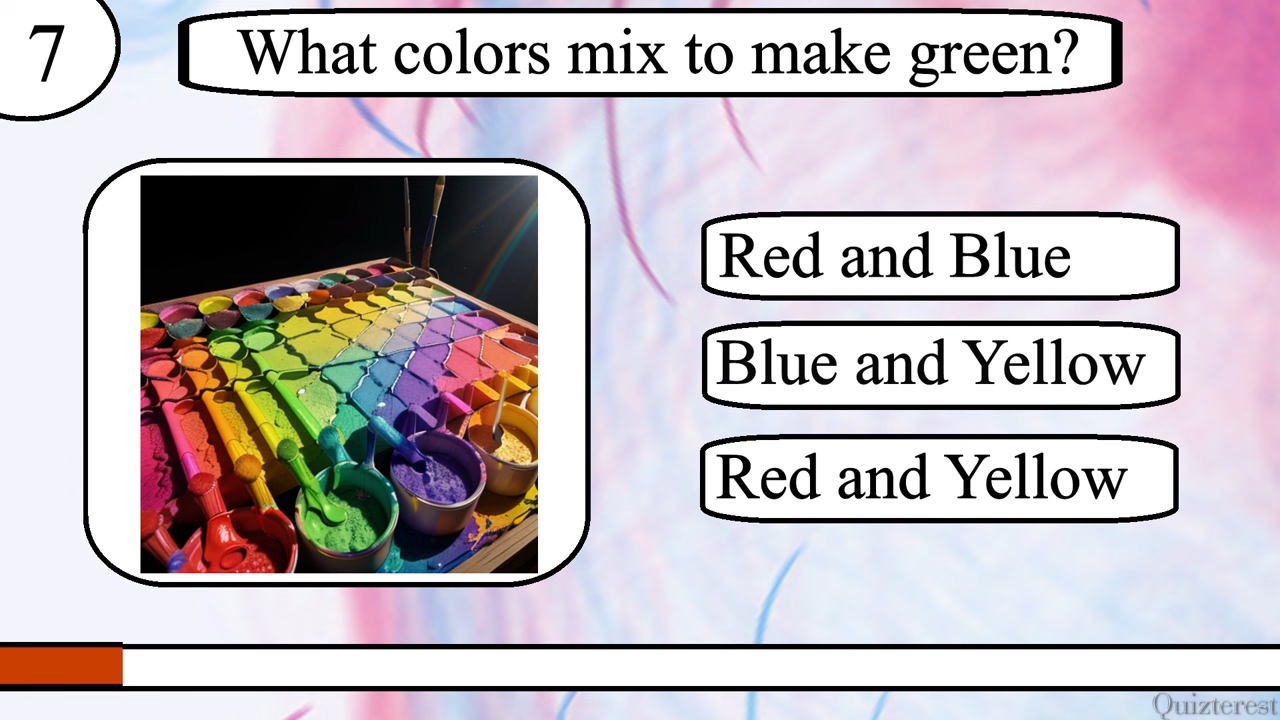 7
What colors mix to make green?
Red and Blue
Blue and Yellow
Red and Yellow
Quizterest